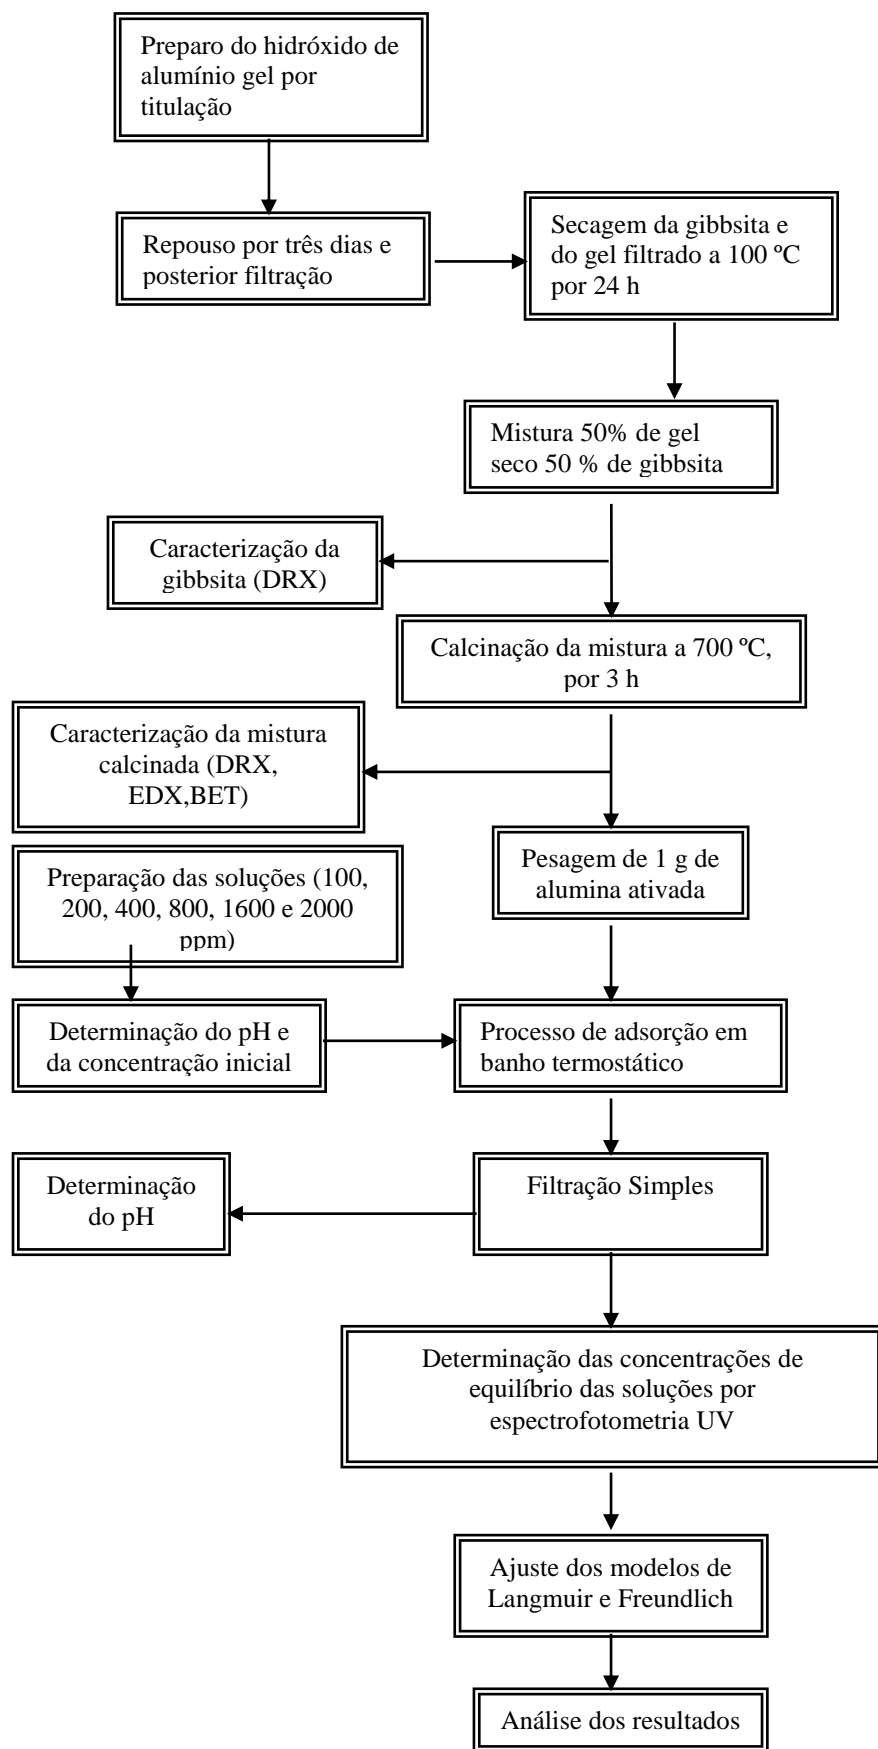 Preparo do hidróxido de
alumínio gel por
titulação
Repouso por três dias e
posterior filtração
Secagem da gibbsita e
do gel filtrado a 100 ºC
por 24 h
Mistura 50% de gel
seco 50 % de gibbsita
Caracterização da
gibbsita (DRX)
Calcinação da mistura a 700 ºC,
por 3 h
Caracterização da mistura
calcinada (DRX,
EDX,BET)
Pesagem de 1 g de
alumina ativada
Preparação das soluções (100,
200, 400, 800, 1600 e 2000
ppm)
Determinação do pH e
da concentração inicial
Processo de adsorção em
banho termostático
Determinação
do pH
Filtração Simples
Determinação das concentrações de
equilíbrio das soluções por
espectrofotometria UV
Ajuste dos modelos de
Langmuir e Freundlich
Análise dos resultados